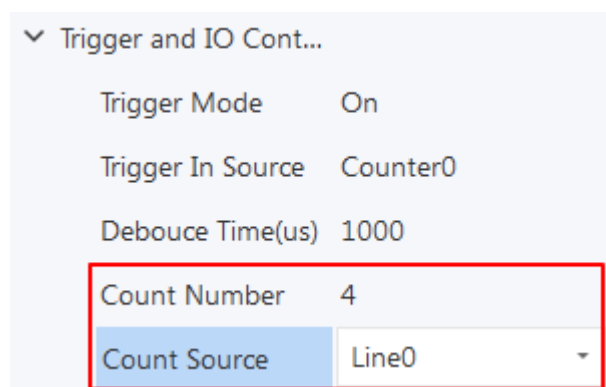 Trigger and IO Cont...
Trigger Mode On
Trigger In Source Counter0
Debouce Time(us) 1000
Count Number 4
Count Source Line0